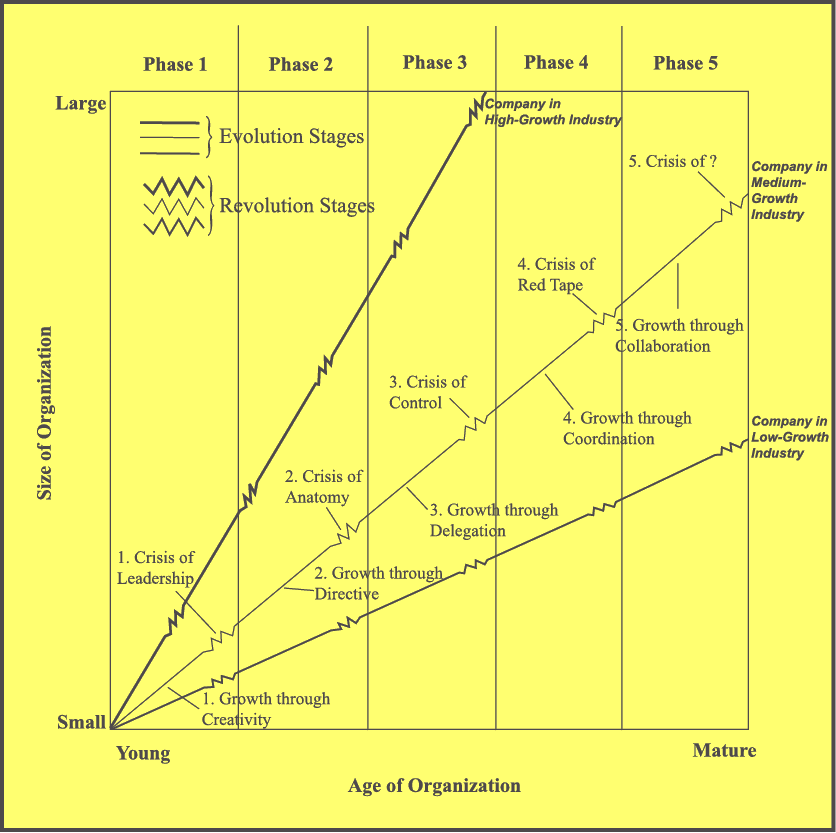 Phase 1
Phase 2
Phase 3
Phase 4
Phase 5
Large
Company in
High-Growth Industry
Evolution Stages
Revolution Stages
5. Crisis of ?
Company in
Medium-
Growth
Industry
4. Crisis of
Red Tape
5. Growth through
Collaboration
3. Crisis of
Control
4. Growth through
Coordination
Company in
Low-Growth
Industry
2. Crisis of
Anatomy
3. Growth through
Delegation
1. Crisis of
Leadership
2. Growth through
Directive
1. Growth through
Creativity
Size of Organization
Small
Young
Mature
Age of Organization